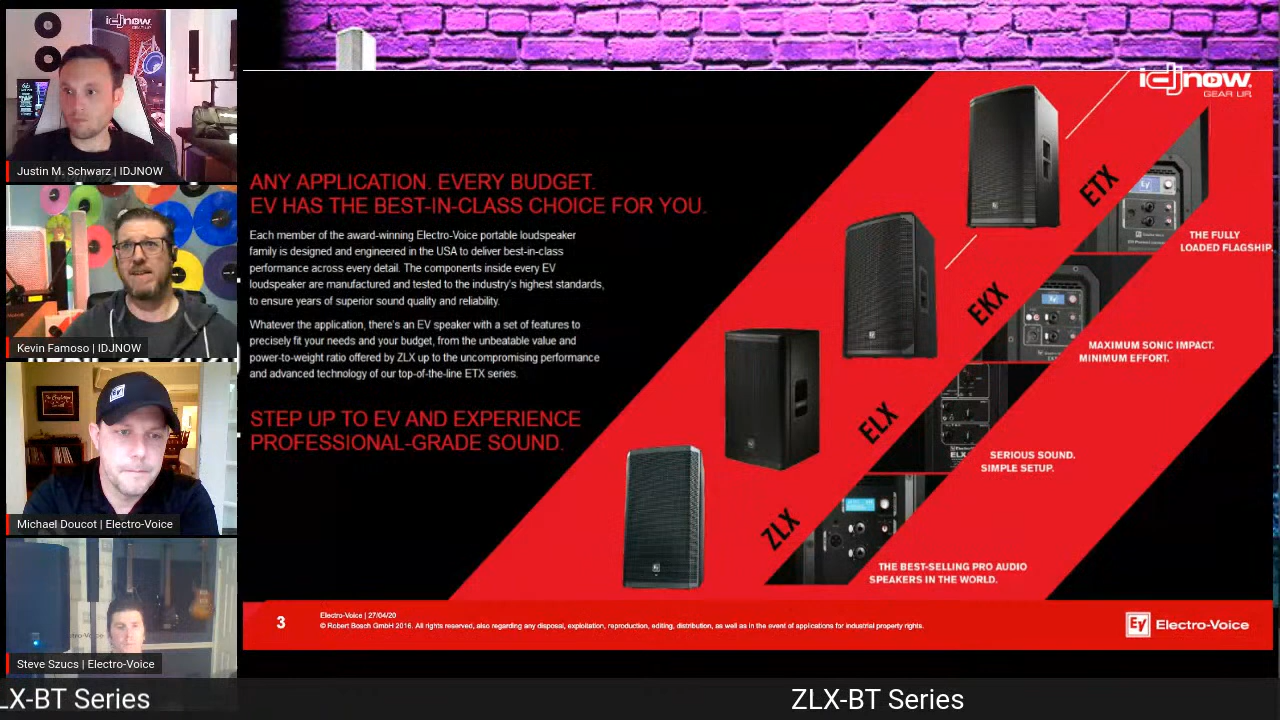 idjnow
Justin M. Schwarz | IDJNOW
Kevin Famoso | IDJNOW
EV
Michael Doucot | Electro-Voice
Steve Szucs | Electro-Voice
idjnow.
GEAR UP.
ANY APPLICATION. EVERY BUDGET.
EV HAS THE BEST-IN-CLASS CHOICE FOR YOU.
Each member of the award-winning Electro-Voice portable loudspeaker
family is designed and engineered in the USA to deliver best-in-class
performance across every detail. The components inside every EV
loudspeaker are manufactured and tested to the industry's highest standards,
to ensure years of superior sound quality and reliability.
Whatever the application, there's an EV speaker with a set of features to
precisely fit your needs and your budget, from the unbeatable value and
power-to-weight ratio offered by ZLX up to the uncompromising performance
and advanced technology of our top-of-the-line ETX series.
STEP UP TO EV AND EXPERIENCE
PROFESSIONAL-GRADE SOUND.
ETX
THE FULLY
LOADED FLAGSHIP.
EKX
MAXIMUM SONIC IMPACT.
MINIMUM EFFORT.
ELX
SERIOUS SOUND.
SIMPLE SETUP.
ZLX
THE BEST-SELLING PRO AUDIO
SPEAKERS IN THE WORLD.
3
Electro-Voice | 27/04/20
© Robert Bosch GmbH 2016. All rights reserved, also regarding any disposal, exploitation, reproduction, editing, distribution, as well as in the event of applications for industrial property rights.
EV Electro-Voice
LX-BT Series
ZLX-BT Series